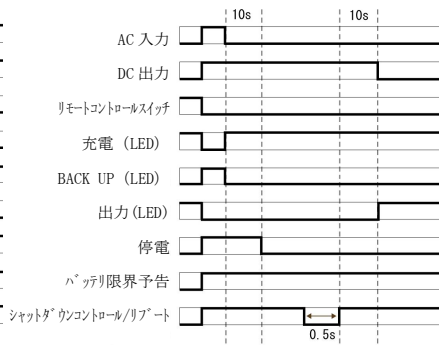 10s 10s
AC 入力
DC 出力
ﾘﾓｰﾄｺﾝﾄﾛｰﾙｽｲｯﾁ
充電 (LED)
BACK UP (LED)
出力(LED)
停電
ﾊﾞｯﾃﾘ限界予告
ｼｬｯﾄﾀﾞｳﾝｺﾝﾄﾛｰﾙ/ﾘﾌﾞｰﾄ
0.5s